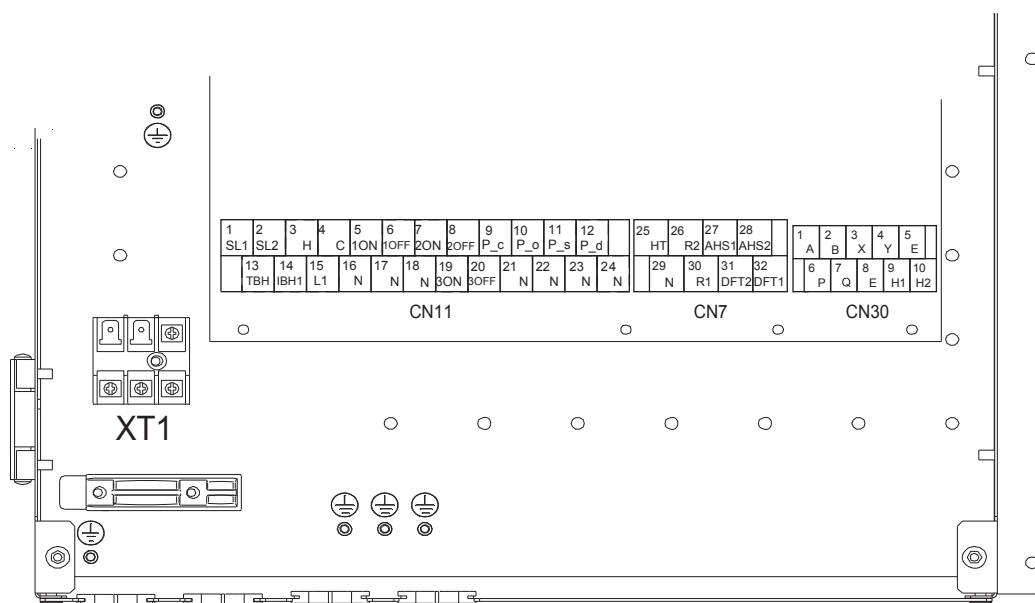 1 2 3 4 5 6 7 8 9 10 11 12
SL1 SL2 H C 1ON 1OFF 2ON 2OFF P_c P_o P_s P_d
13 14 15 16 17 18 19 20 21 22 23 24
TBH IBH1 L1 N N N 3ON 3OFF N N N N
CN11
25 26 27 28
HT R2 AHS1 AHS2
29 30 31 32
N R1 DFT2 DFT1
CN7
1 2 3 4 5
A B X Y E
6 7 8 9 10
P Q E H1 H2
CN30
XT1